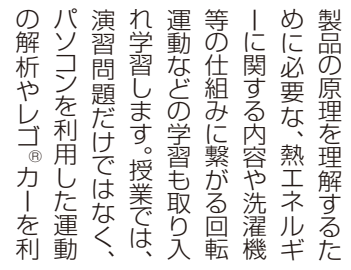 製品の原理を理解するた
めに必要な、熱エネルギ
ーに関する内容や洗濯機
等の仕組みに繋がる回転
運動などの学習も取り入
れ学習します。授業では、
演習問題だけではなく、
パソコンを利用した運動
の解析やレゴ®カーを利